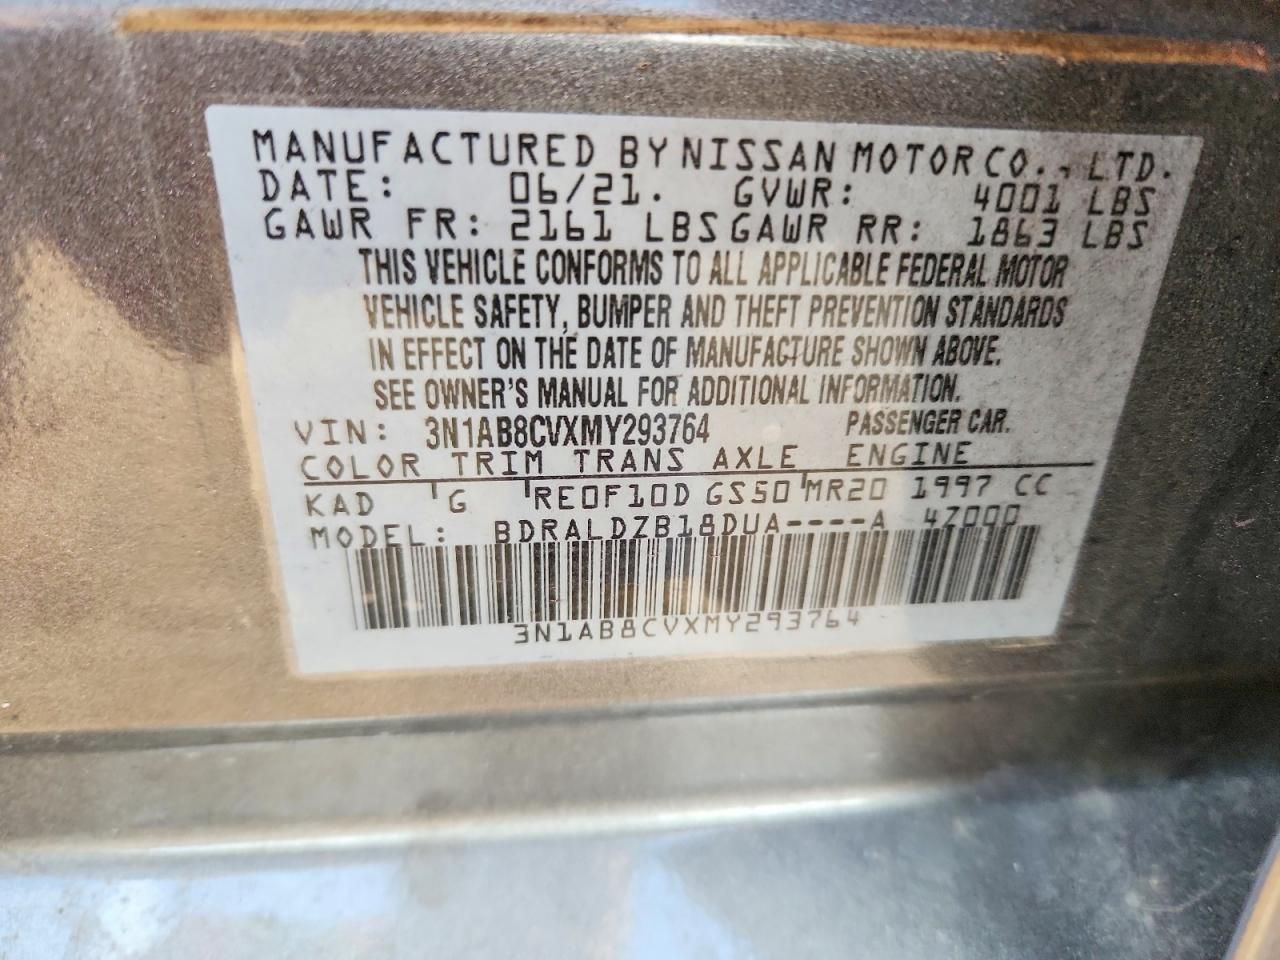 MANUFACTURED BY NISSAN MOTOR CO., LTD.
DATE: 06/21. GVWR: 4001 LBS
GAWR FR: 2161 LBS GAWR RR: 1863 LBS
THIS VEHICLE CONFORMS TO ALL APPLICABLE FEDERAL MOTOR
VEHICLE SAFETY, BUMPER AND THEFT PREVENTION STANDARDS
IN EFFECT ON THE DATE OF MANUFACTURE SHOWN ABOVE.
SEE OWNER'S MANUAL FOR ADDITIONAL INFORMATION.
VIN: 3N1AB8CVXMY293764 PASSENGER CAR.
COLOR TRIM TRANS AXLE ENGINE
KAD G RE0F10D GS50 MR20 1997 CC
MODEL: BDRALDZB18DUA----A 47000
3N1AB8CVXMY293764